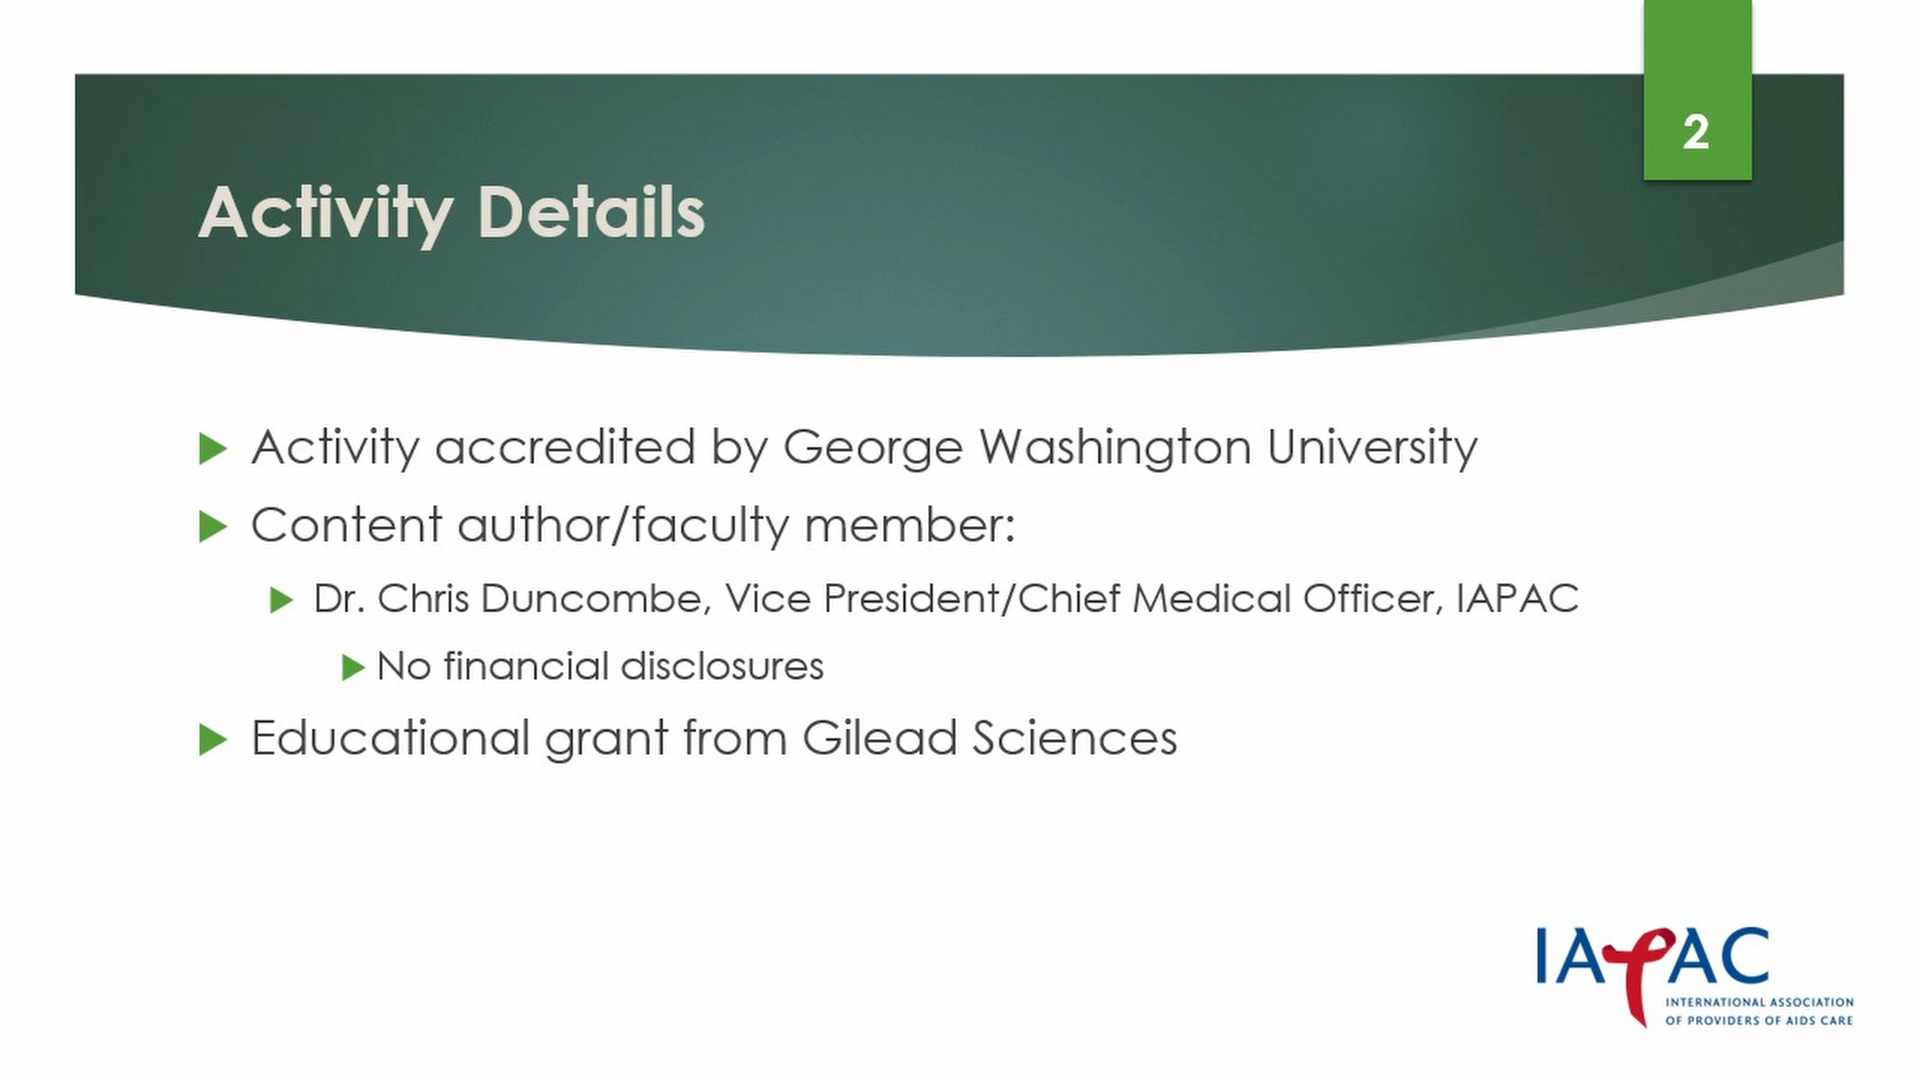 2
Activity Details
Activity accredited by George Washington University
Content author/faculty member:
Dr. Chris Duncombe, Vice President/Chief Medical Officer, IAPAC
No financial disclosures
Educational grant from Gilead Sciences
IAPAC
INTERNATIONAL ASSOCIATION
OF PROVIDERS OF AIDS CARE